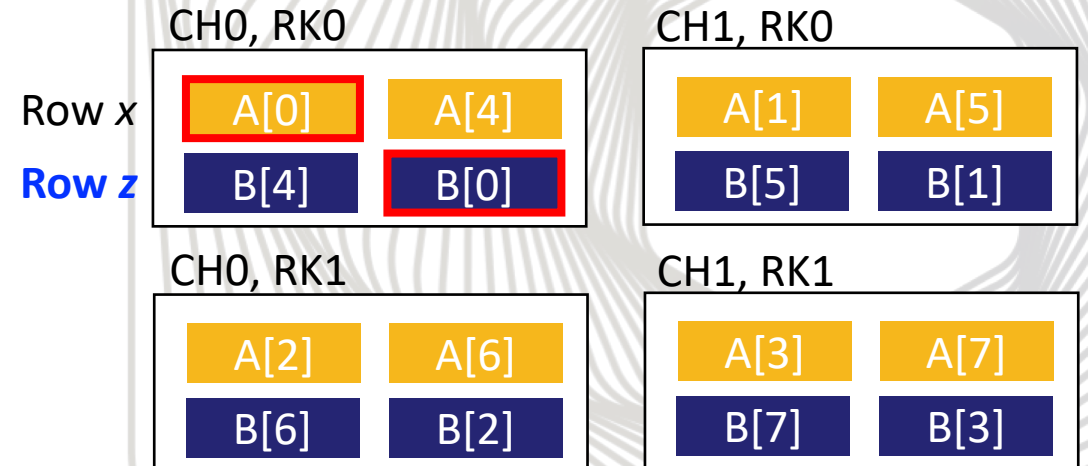 CH0, RK0 CH1, RK0
Row x A[0] A[4] A[1] A[5]
Row z B[4] B[0] B[5] B[1]
CH0, RK1 CH1, RK1
A[2] A[6] A[3] A[7]
B[6] B[2] B[7] B[3]